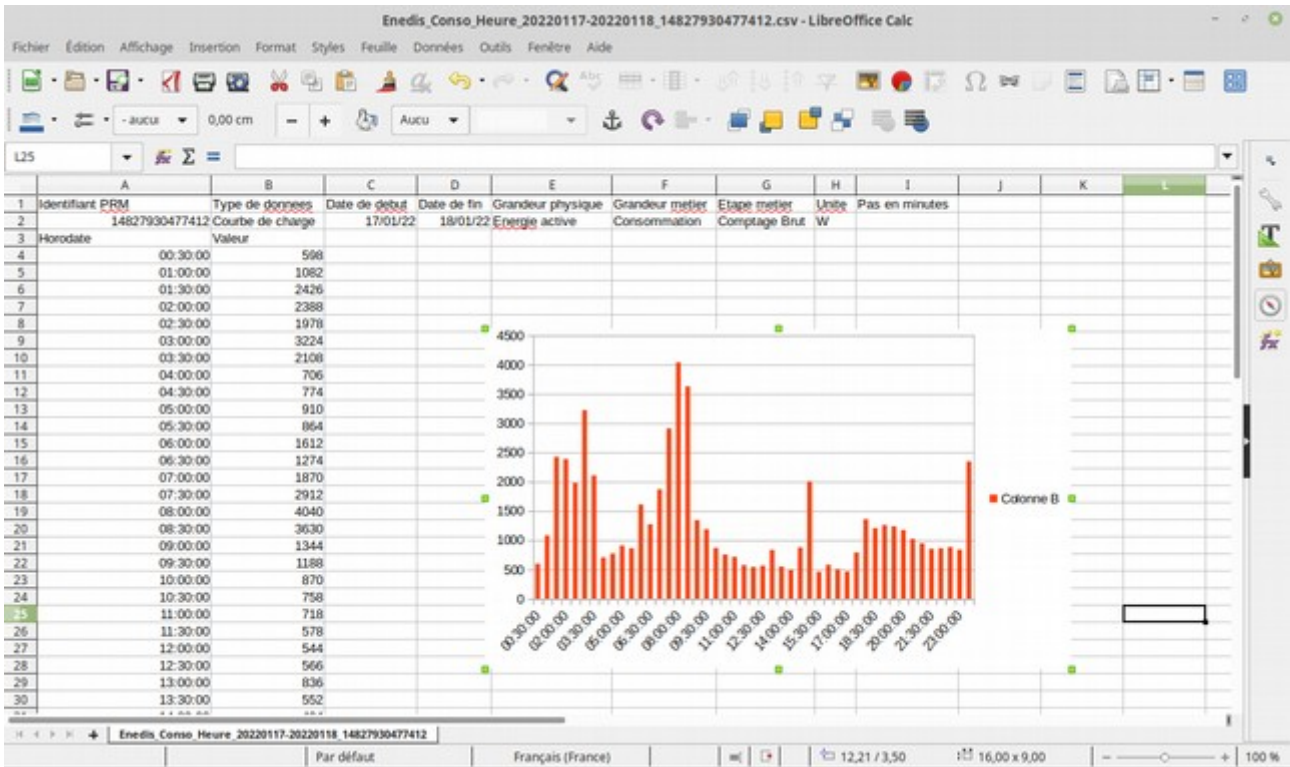 Enedis_Conso_Heure_20220117-20220118_14827930477412.csv - LibreOffice Calc
Fichier Édition Affichage Insertion Format Styles Feuille Données Outils Fenêtre Aide
- aucu 0,00 cm Aucu
L25
A B C D E F G H I J K L
1 Identifiant PRM Type de donnees Date de debut Date de fin Grandeur physique Grandeur metier Etape metier Unite Pas en minutes
2 14827930477412 Courbe de charge 17/01/22 18/01/22 Energie active Consommation Comptage Brut W
3 Horodate Valeur
4 00:30:00 598
5 01:00:00 1082
6 01:30:00 2426
7 02:00:00 2388
8 02:30:00 1978
9 03:00:00 3224
10 03:30:00 2108
11 04:00:00 706
12 04:30:00 774
13 05:00:00 910
14 05:30:00 864
15 06:00:00 1612
16 06:30:00 1274
17 07:00:00 1870
18 07:30:00 2912
19 08:00:00 4040
20 08:30:00 3630
21 09:00:00 1344
22 09:30:00 1188
23 10:00:00 870
24 10:30:00 758
25 11:00:00 718
26 11:30:00 578
27 12:00:00 544
28 12:30:00 566
29 13:00:00 836
30 13:30:00 552
4500
4000
3500
3000
2500
2000
1500
1000
500
0
00:30:00 02:00:00 03:30:00 05:00:00 06:30:00 08:00:00 09:30:00 11:00:00 12:30:00 14:00:00 15:30:00 17:00:00 18:30:00 20:00:00 21:30:00 23:00:00
Colonne B
Enedis_Conso_Heure_20220117-20220118_14827930477412
Par défaut Français (France) 12,21 / 3,50 16,00 x 9,00 100 %